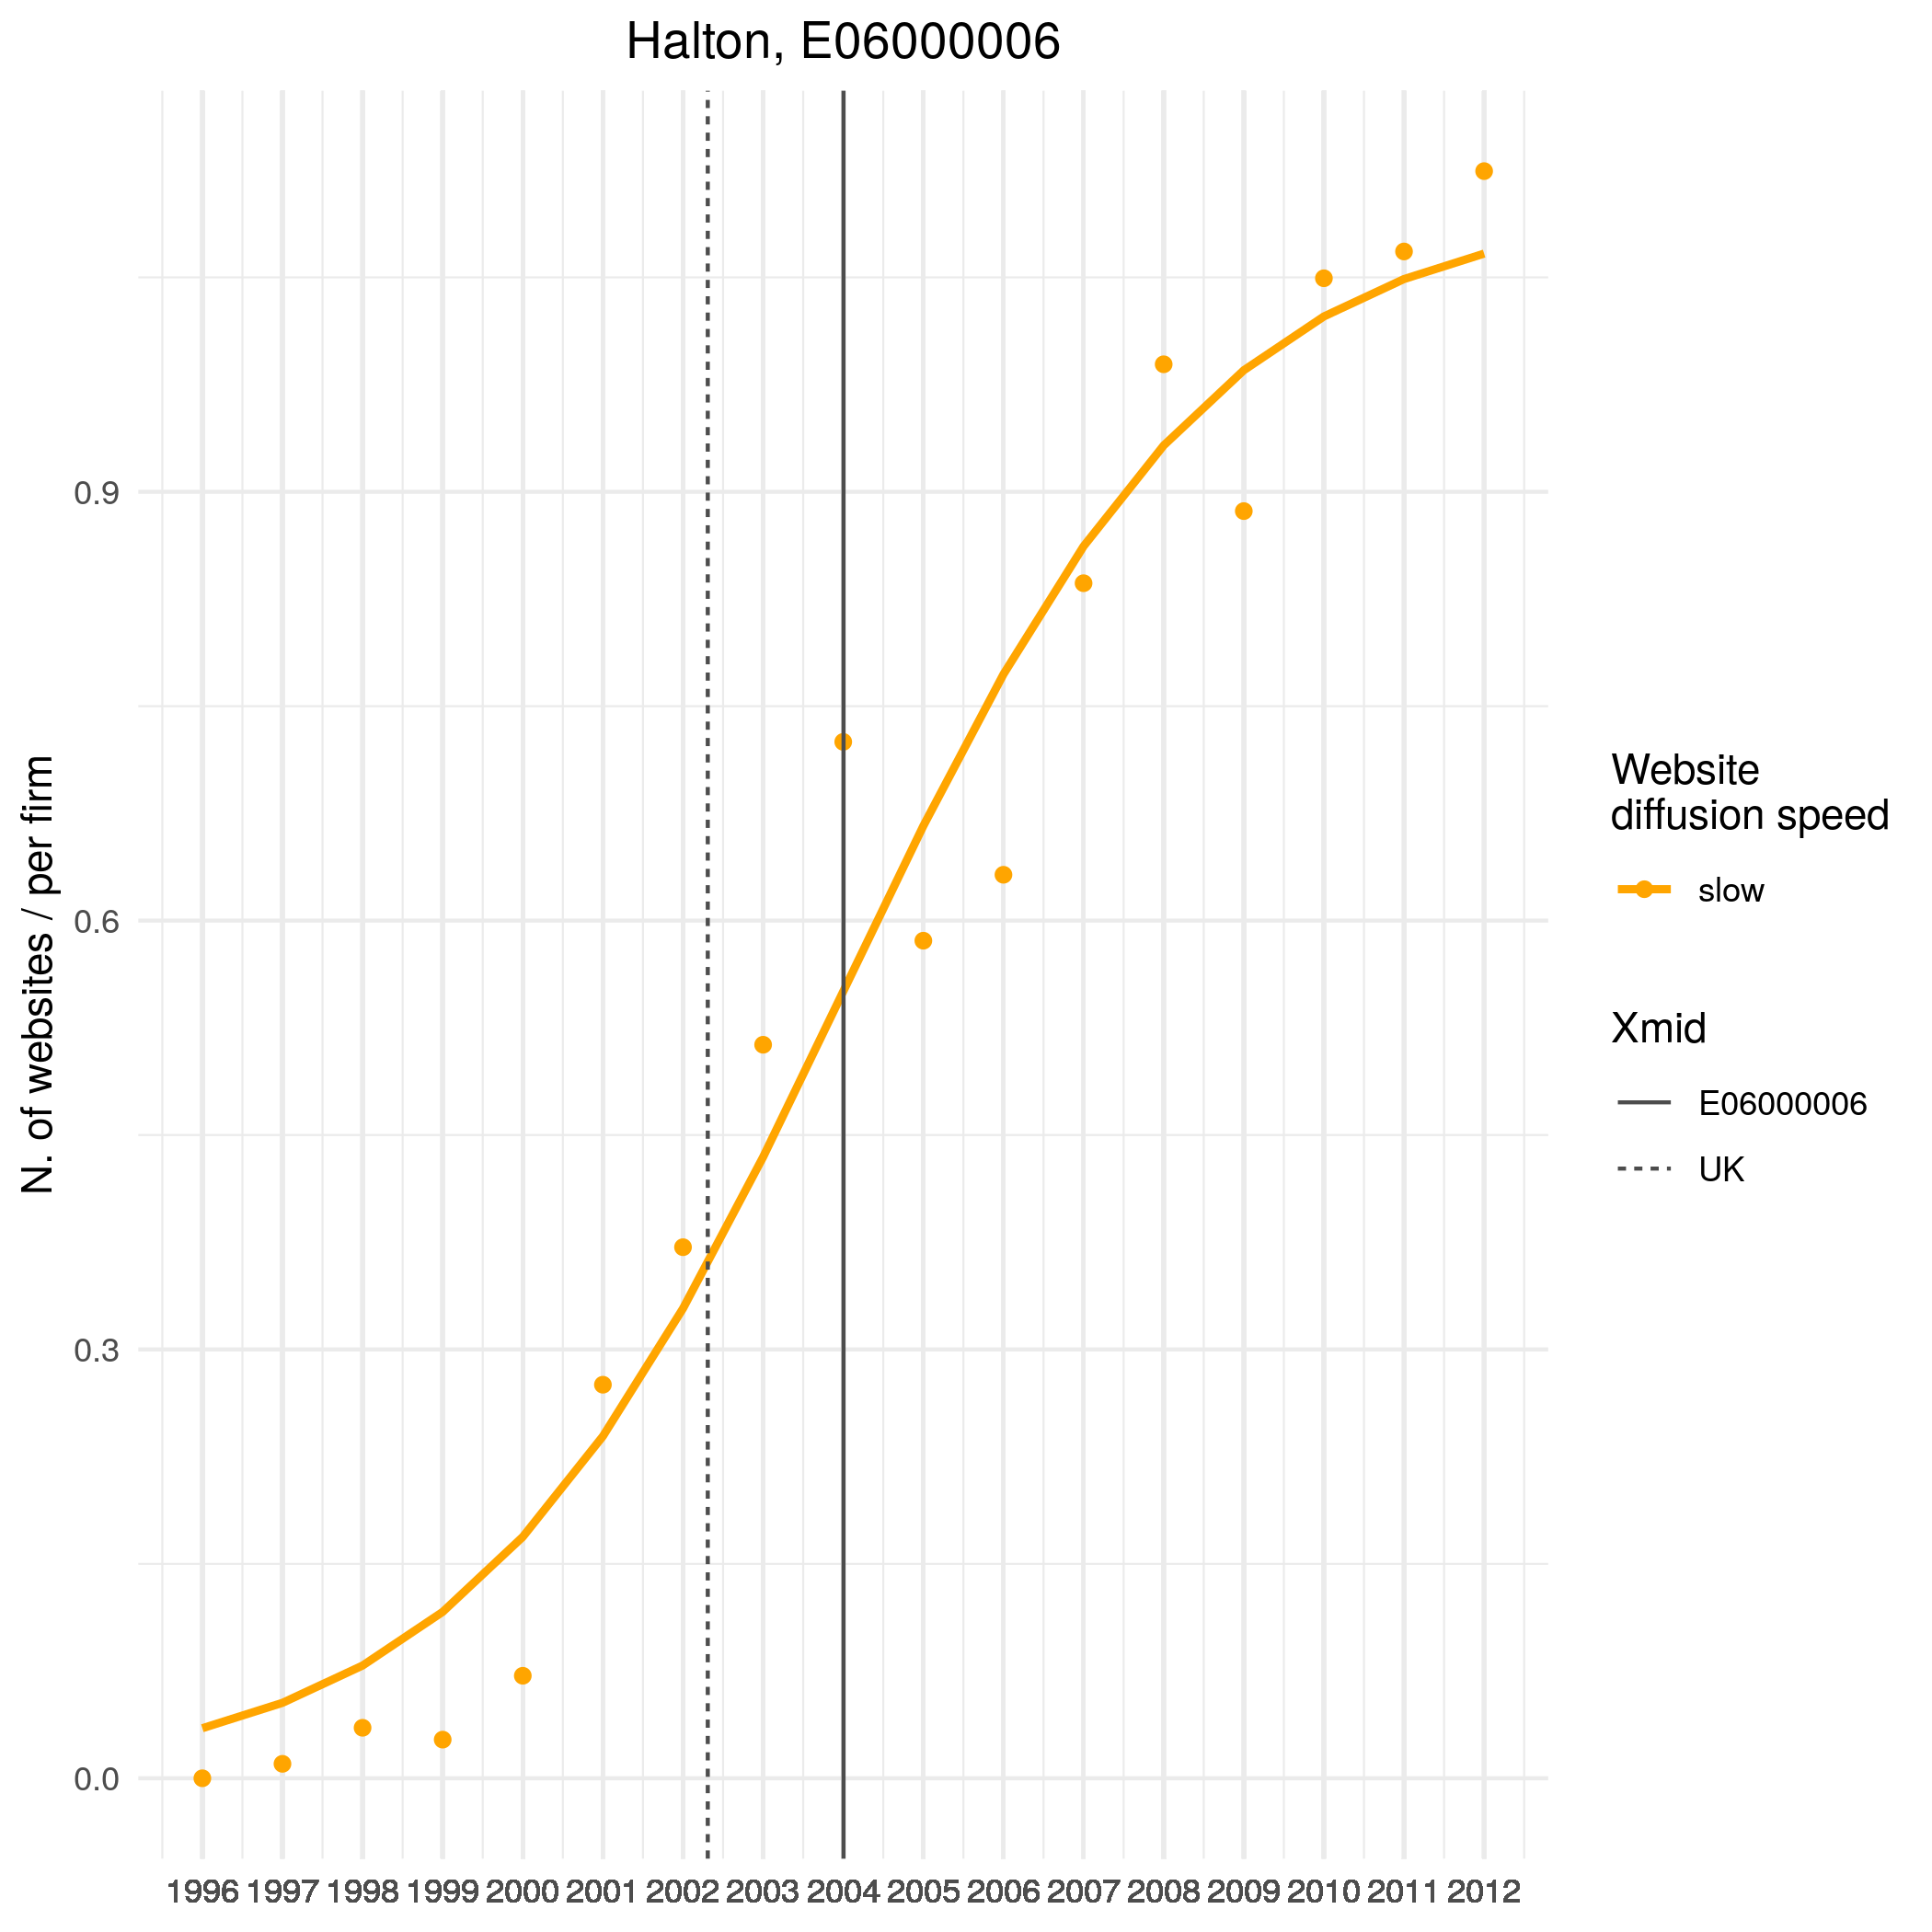 Halton, E06000006
N. of websites / per firm
0.9
0.6
0.3
0.0
1996 1997 1998 1999 2000 2001 2002 2003 2004 2005 2006 2007 2008 2009 2010 2011 2012
Website
diffusion speed
slow
Xmid
E06000006
UK